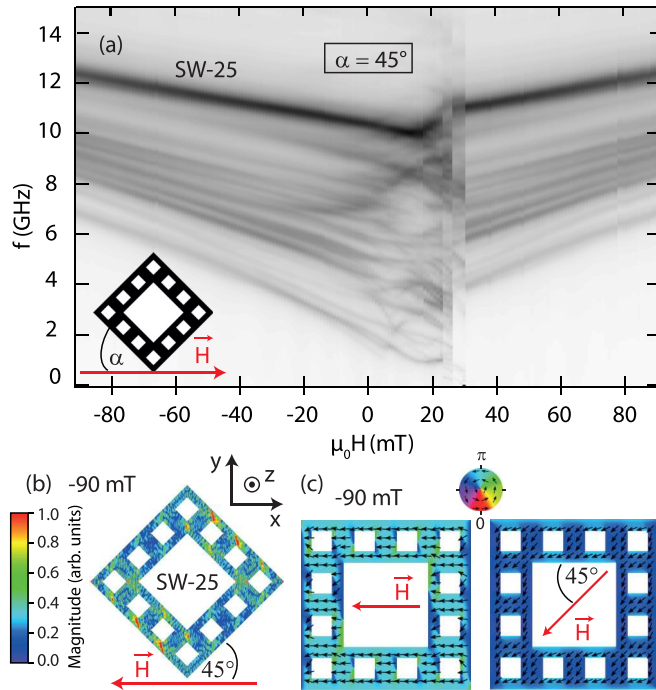 (a)
SW-25
α = 45°
14
12
10
8
6
4
2
0
f (GHz)
α
H
-80 -60 -40 -20 0 20 40 60 80
μ₀H (mT)
(b) -90 mT
y
z
x
1.0
0.8
0.6
0.4
0.2
0.0
Magnitude (arb. units)
SW-25
H
45°
(c) -90 mT
π
0
H
45°
H